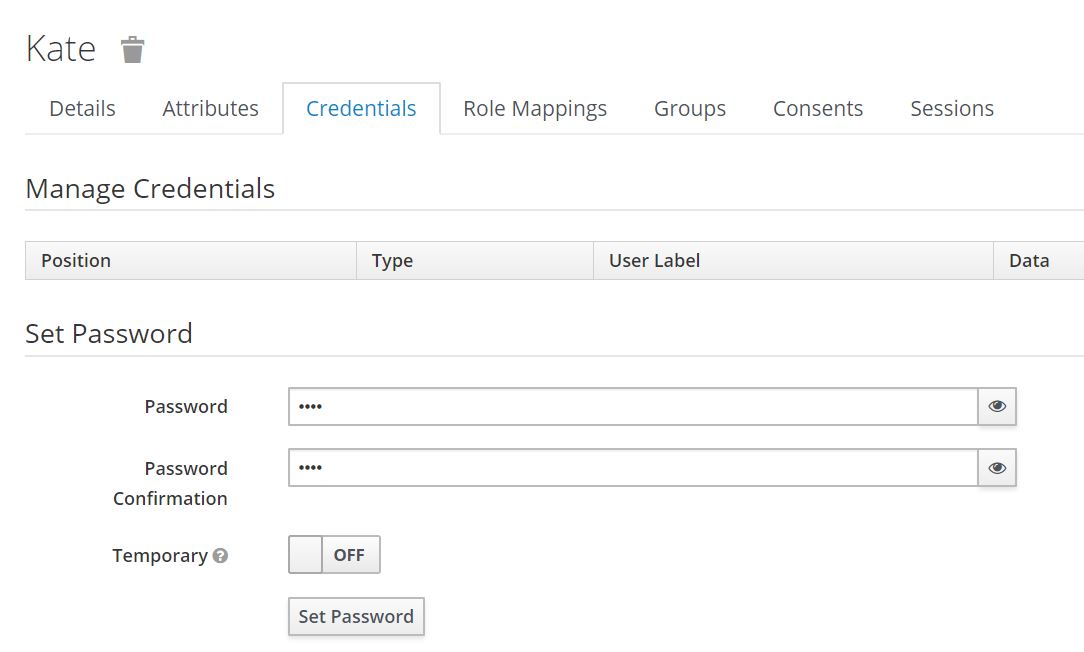 Kate
Details Attributes Credentials Role Mappings Groups Consents Sessions
Manage Credentials
Position Type User Label Data
Set Password
Password ••••
Password ••••
Confirmation
Temporary OFF
Set Password